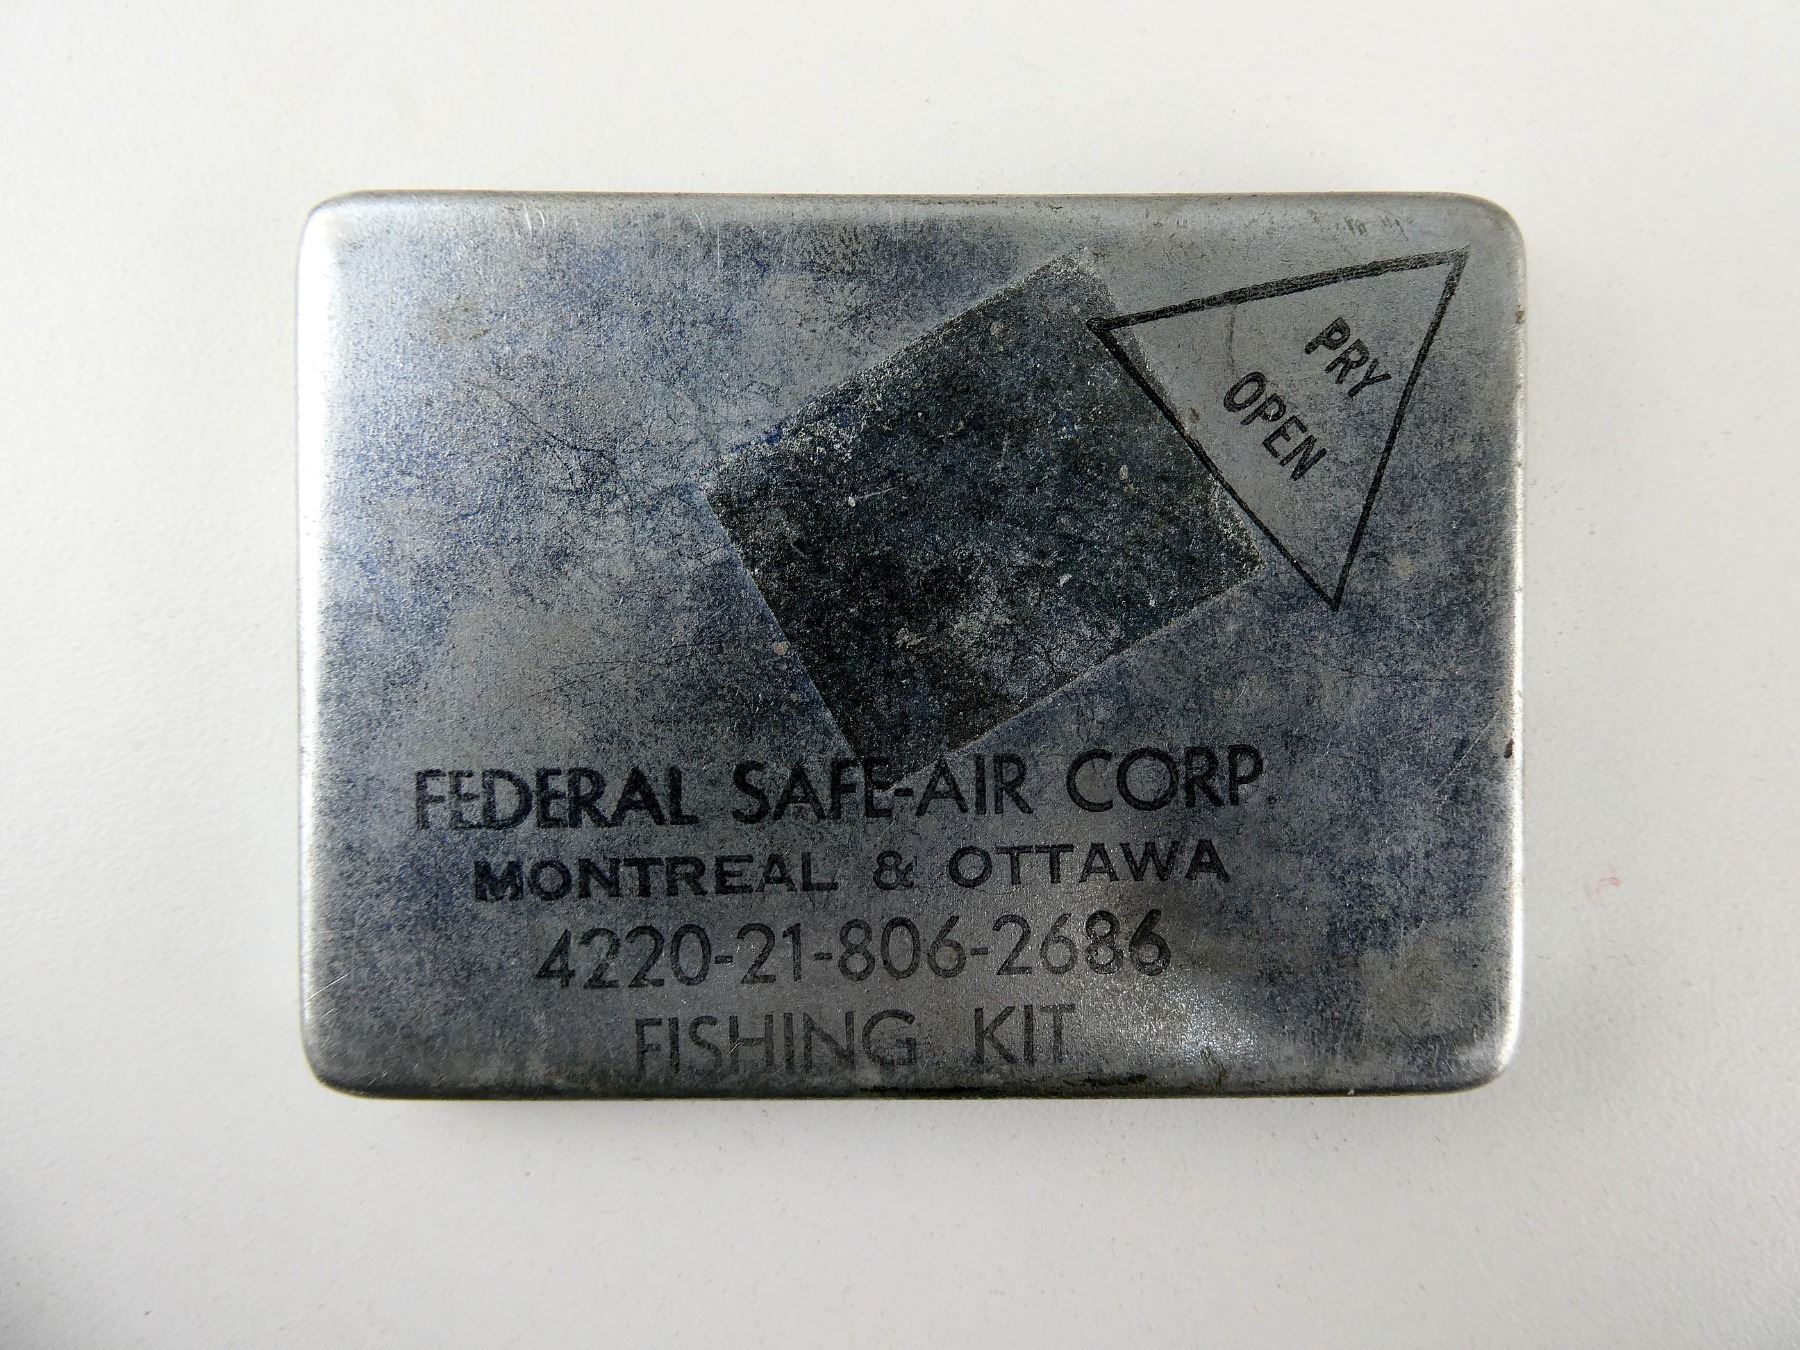 PRY
OPEN
FEDERAL SAFE-AIR CORP.
MONTREAL & OTTAWA
4220-21-806-2686
FISHING KIT